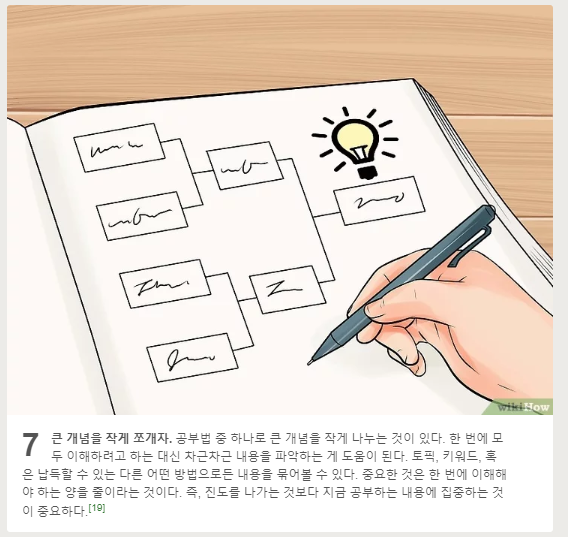 wikiHow
7 큰 개념을 작게 쪼개자. 공부법 중 하나로 큰 개념을 작게 나누는 것이 있다. 한 번에 모
두 이해하려고 하는 대신 차근차근 내용을 파악하는 게 도움이 된다. 토픽, 키워드, 혹
은 납득할 수 있는 다른 어떤 방법으로든 내용을 묶어볼 수 있다. 중요한 것은 한 번에 이해해
야 하는 양을 줄이라는 것이다. 즉, 진도를 나가는 것보다 지금 공부하는 내용에 집중하는 것
이 중요하다.[19]